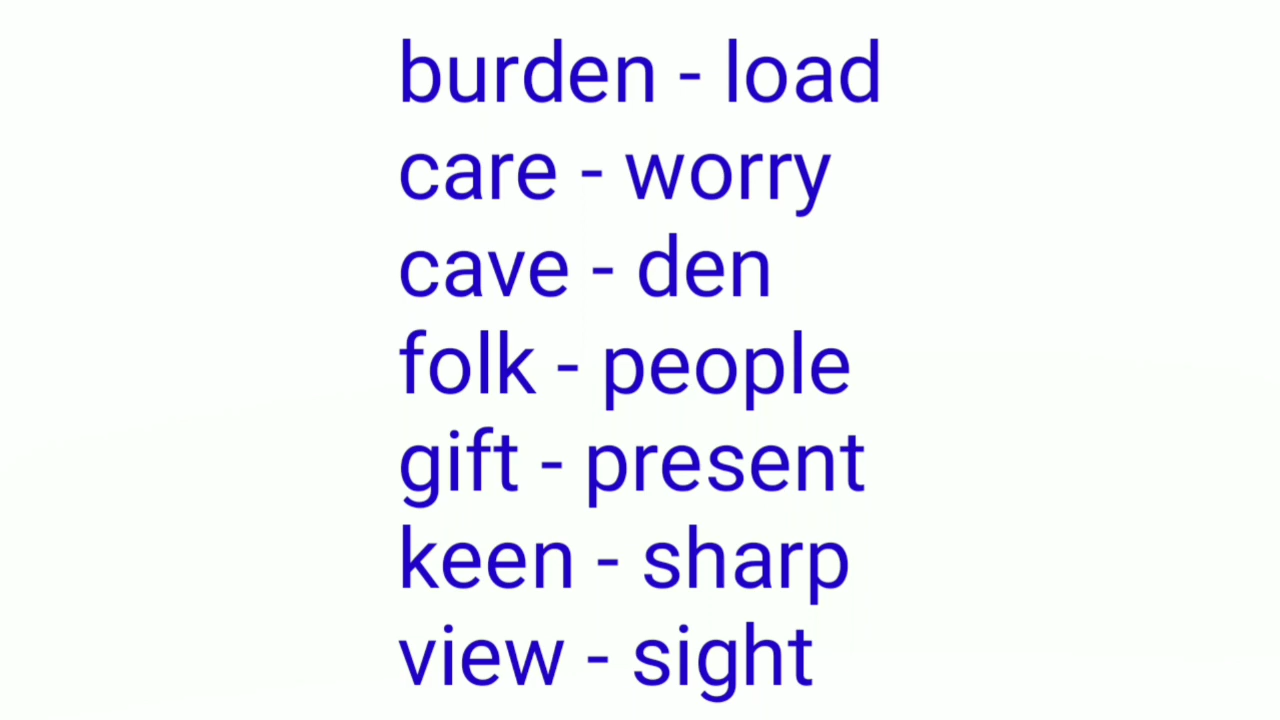 burden - load
care - worry
cave - den
folk - people
gift - present
keen - sharp
view - sight